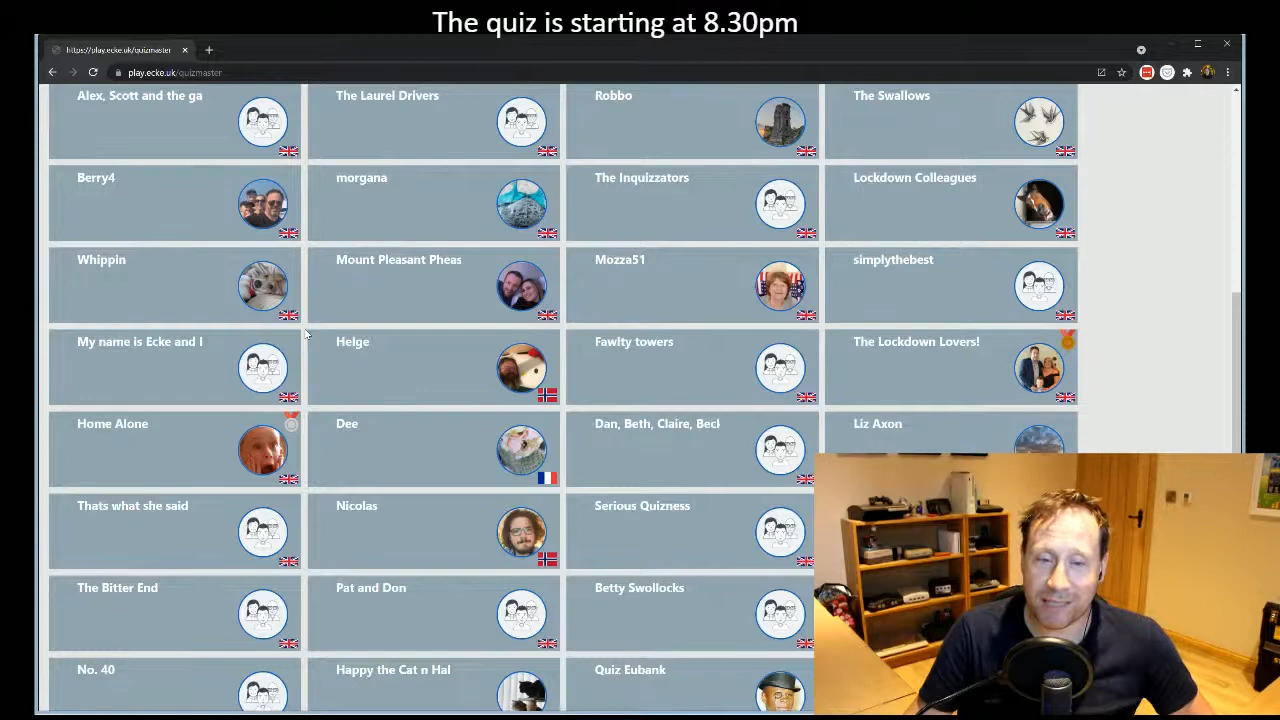 The quiz is starting at 8.30pm
https://play.ecke.uk/quizmaster
play.ecke.uk/quizmaster
Alex, Scott and the ga
The Laurel Drivers
Robbo
The Swallows
Berry4
morgana
The Inquizzators
Lockdown Colleagues
Whippin
Mount Pleasant Pheas
Mozza51
simplythebest
My name is Ecke and I
Helge
Fawlty towers
The Lockdown Lovers!
Home Alone
Dee
Dan, Beth, Claire, Becl
Liz Axon
Thats what she said
Nicolas
Serious Quizness
The Bitter End
Pat and Don
Betty Swollocks
No. 40
Happy the Cat n Hal
Quiz Eubank